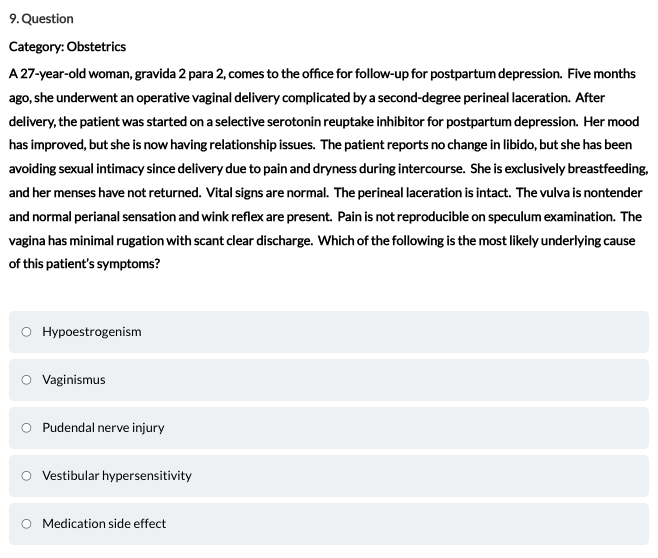 9. Question
Category: Obstetrics
A 27-year-old woman, gravida 2 para 2, comes to the office for follow-up for postpartum depression.  Five months
ago, she underwent an operative vaginal delivery complicated by a second-degree perineal laceration.  After
delivery, the patient was started on a selective serotonin reuptake inhibitor for postpartum depression.  Her mood
has improved, but she is now having relationship issues.  The patient reports no change in libido, but she has been
avoiding sexual intimacy since delivery due to pain and dryness during intercourse.  She is exclusively breastfeeding,
and her menses have not returned.  Vital signs are normal.  The perineal laceration is intact.  The vulva is nontender
and normal perianal sensation and wink reflex are present.  Pain is not reproducible on speculum examination.  The
vagina has minimal rugation with scant clear discharge.  Which of the following is the most likely underlying cause
of this patient's symptoms?
Hypoestrogenism
Vaginismus
Pudendal nerve injury
Vestibular hypersensitivity
Medication side effect